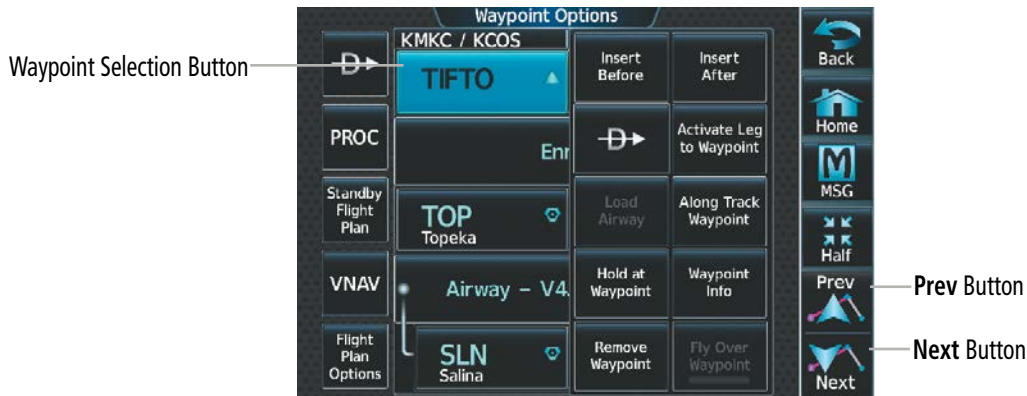 Waypoint Options
Waypoint Selection Button
KMKC / KCOS
TIFTO
Enr
TOP
Topeka
Airway – V4
SLN
Salina
PROC
Standby
Flight
Plan
VNAV
Flight
Plan
Options
Insert
Before
Insert
After
Activate Leg
to Waypoint
Load
Airway
Along Track
Waypoint
Hold at
Waypoint
Waypoint
Info
Remove
Waypoint
Fly Over
Waypoint
Back
Home
M
MSG
Half
Prev
Next
Prev Button
Next Button